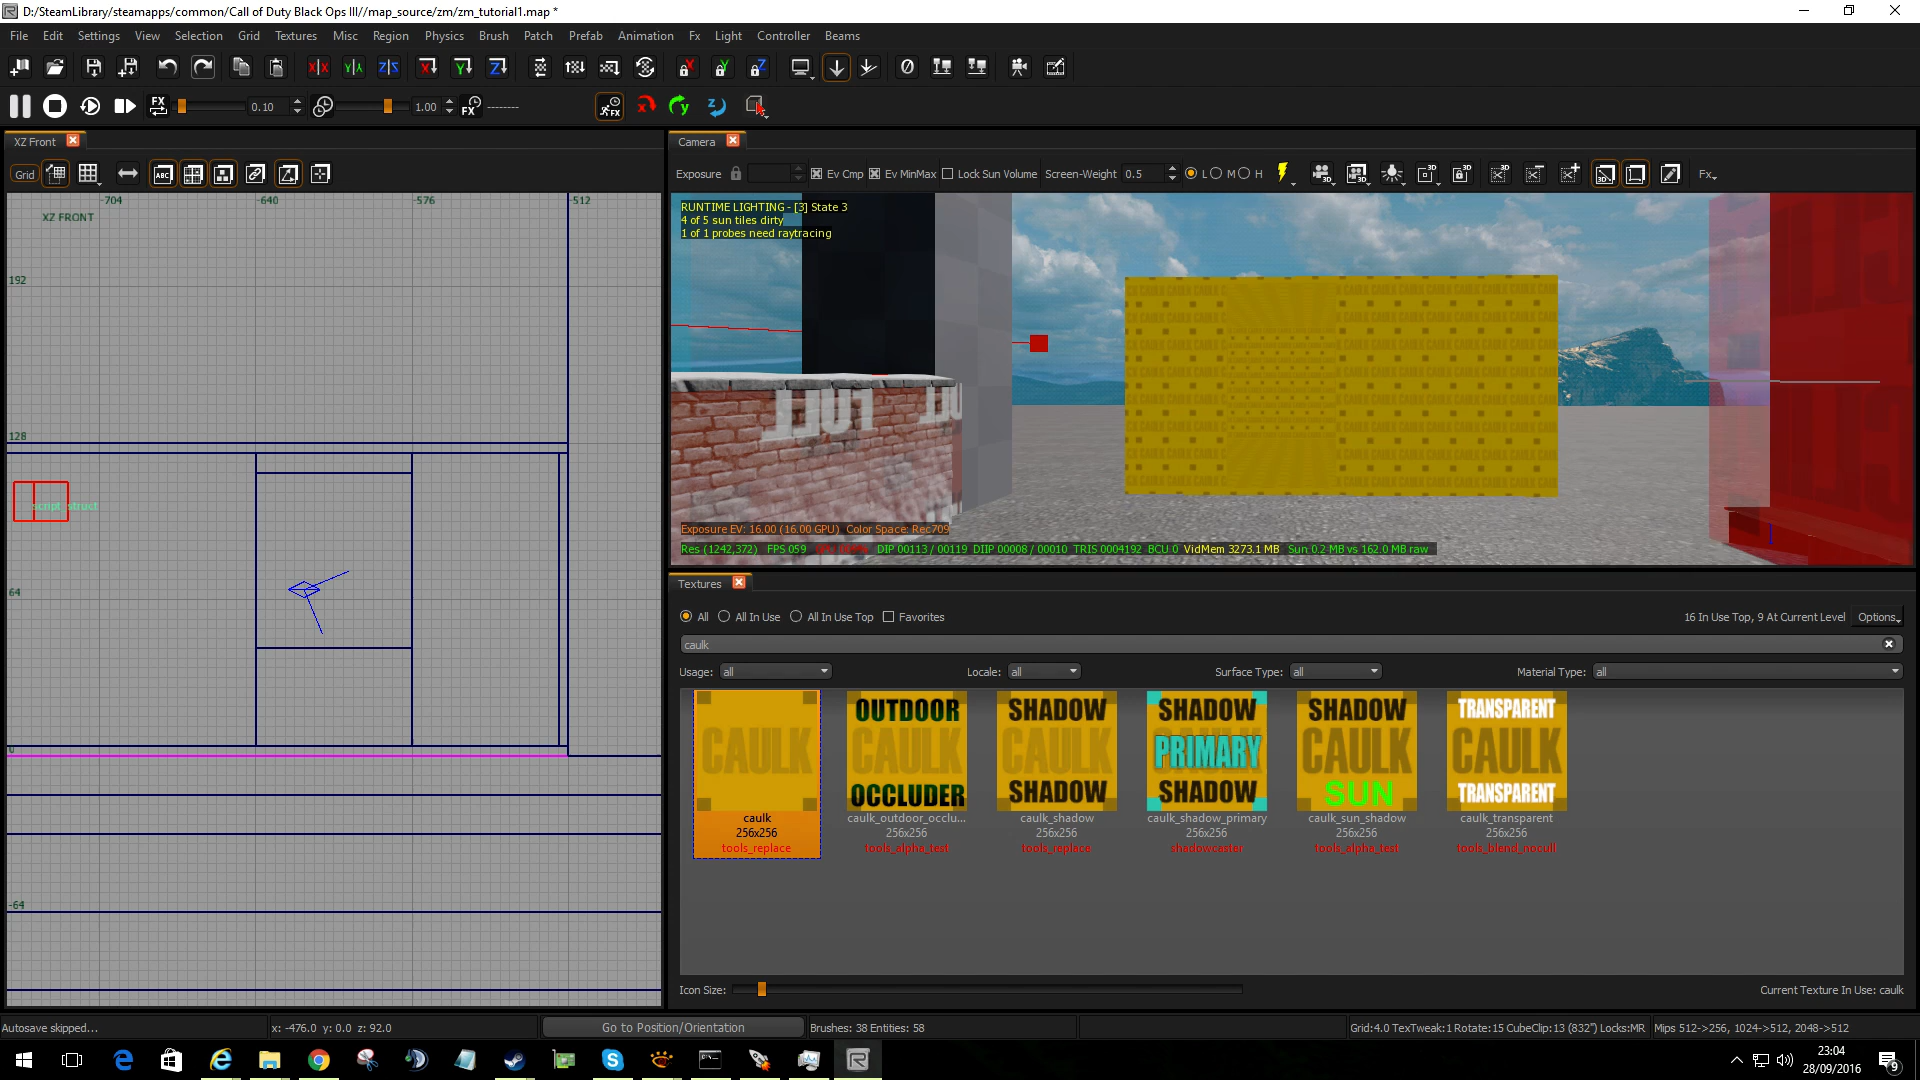 D:/SteamLibrary/steamapps/common/Call of Duty Black Ops III//map_source/zm/zm_tutorial1.map *
File Edit Settings View Selection Grid Textures Misc Region Physics Brush Patch Prefab Animation Fx Light Controller Beams
FX 0.10 1.00 FX
XZ Front
Grid ABC
-704 -640 -576 -512
XZ FRONT
192
128
script_struct
64
0
-64
Camera
Exposure Ev Cmp Ev MinMax Lock Sun Volume Screen-Weight 0.5 L M H Fx
RUNTIME LIGHTING - [3] State 3
4 of 5 sun tiles dirty
1 of 1 probes need raytracing
Exposure EV: 16.00 (16.00 GPU) Color Space: Rec709
Res (1242,372) FPS 059 DIP 00113 / 00119 DIIP 00008 / 00010 TRIS 0004192 BCU 0 VidMem 3273.1 MB Sun 0.2 MB vs 162.0 MB raw
Textures
All All In Use All In Use Top Favorites 16 In Use Top, 9 At Current Level Options
caulk
Usage: all Locale: all Surface Type: all Material Type: all
CAULK
caulk
256x256
tools_replace
OUTDOOR
CAULK
OCCLUDER
caulk_outdoor_occlu...
256x256
tools_alpha_test
SHADOW
CAULK
SHADOW
caulk_shadow
256x256
tools_replace
SHADOW
PRIMARY
SHADOW
caulk_shadow_primary
256x256
shadowcaster
SHADOW
CAULK
SUN
caulk_sun_shadow
256x256
tools_alpha_test
TRANSPARENT
CAULK
TRANSPARENT
caulk_transparent
256x256
tools_blend_nocull
Icon Size: Current Texture In Use: caulk
Autosave skipped... x: -476.0 y: 0.0 z: 92.0 Go to Position/Orientation Brushes: 38 Entities: 58 Grid:4.0 TexTweak:1 Rotate:15 CubeClip:13 (832") Locks:MR Mips 512->256, 1024->512, 2048->512
23:04
28/09/2016
9